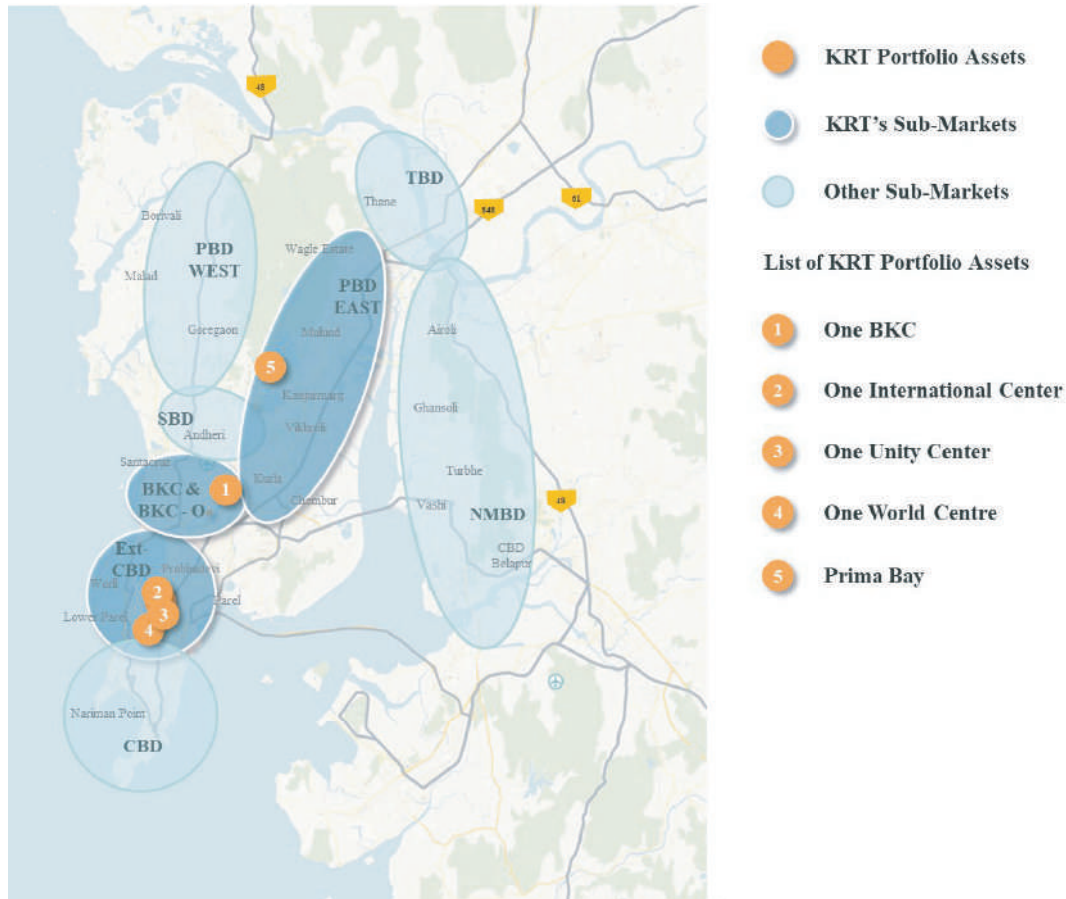 48
TBD
Thane
548
61
Borivali
PBD
WEST
Wagle Estate
Malad
PBD
EAST
Goregaon
Mulund
Airoli
5
Kanjurmarg
Ghansoli
SBD
Andheri
Vikhroli
Santacruz
Kurla
Turbhe
BKC &
BKC - O
1
Chembur
Vashi
48
NMBD
CBD
Belapur
Ext-
CBD
Prabhadevi
Worli
2
Parel
Lower Parel
3
4
Nariman Point
CBD
KRT Portfolio Assets
KRT's Sub-Markets
Other Sub-Markets
List of KRT Portfolio Assets
1 One BKC
2 One International Center
3 One Unity Center
4 One World Centre
5 Prima Bay